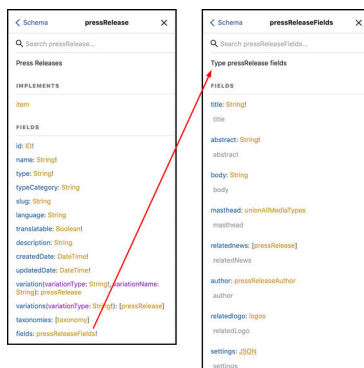 < Schema
pressRelease
×
Search pressRelease...
Press Releases
IMPLEMENTS
item
FIELDS
id: ID!
name: String!
type: String!
typeCategory: String
slug: String
language: String
translatable: Boolean!
description: String
createdDate: DateTime!
updatedDate: DateTime!
variation(variationType: String!, variationName:
String): pressRelease
variations(variationType: String!): [pressRelease]
taxonomies: [taxonomy]
fields: pressReleaseFields!
< Schema
pressReleaseFields
×
Search pressReleaseFields...
Type pressRelease fields
FIELDS
title: String!
title
abstract: String!
abstract
body: String
body
masthead: unionAllMediaTypes
masthead
relatednews: [pressRelease]
relatedNews
author: pressReleaseAuthor
author
relatedlogo: logos
relatedLogo
settings: JSON
settings